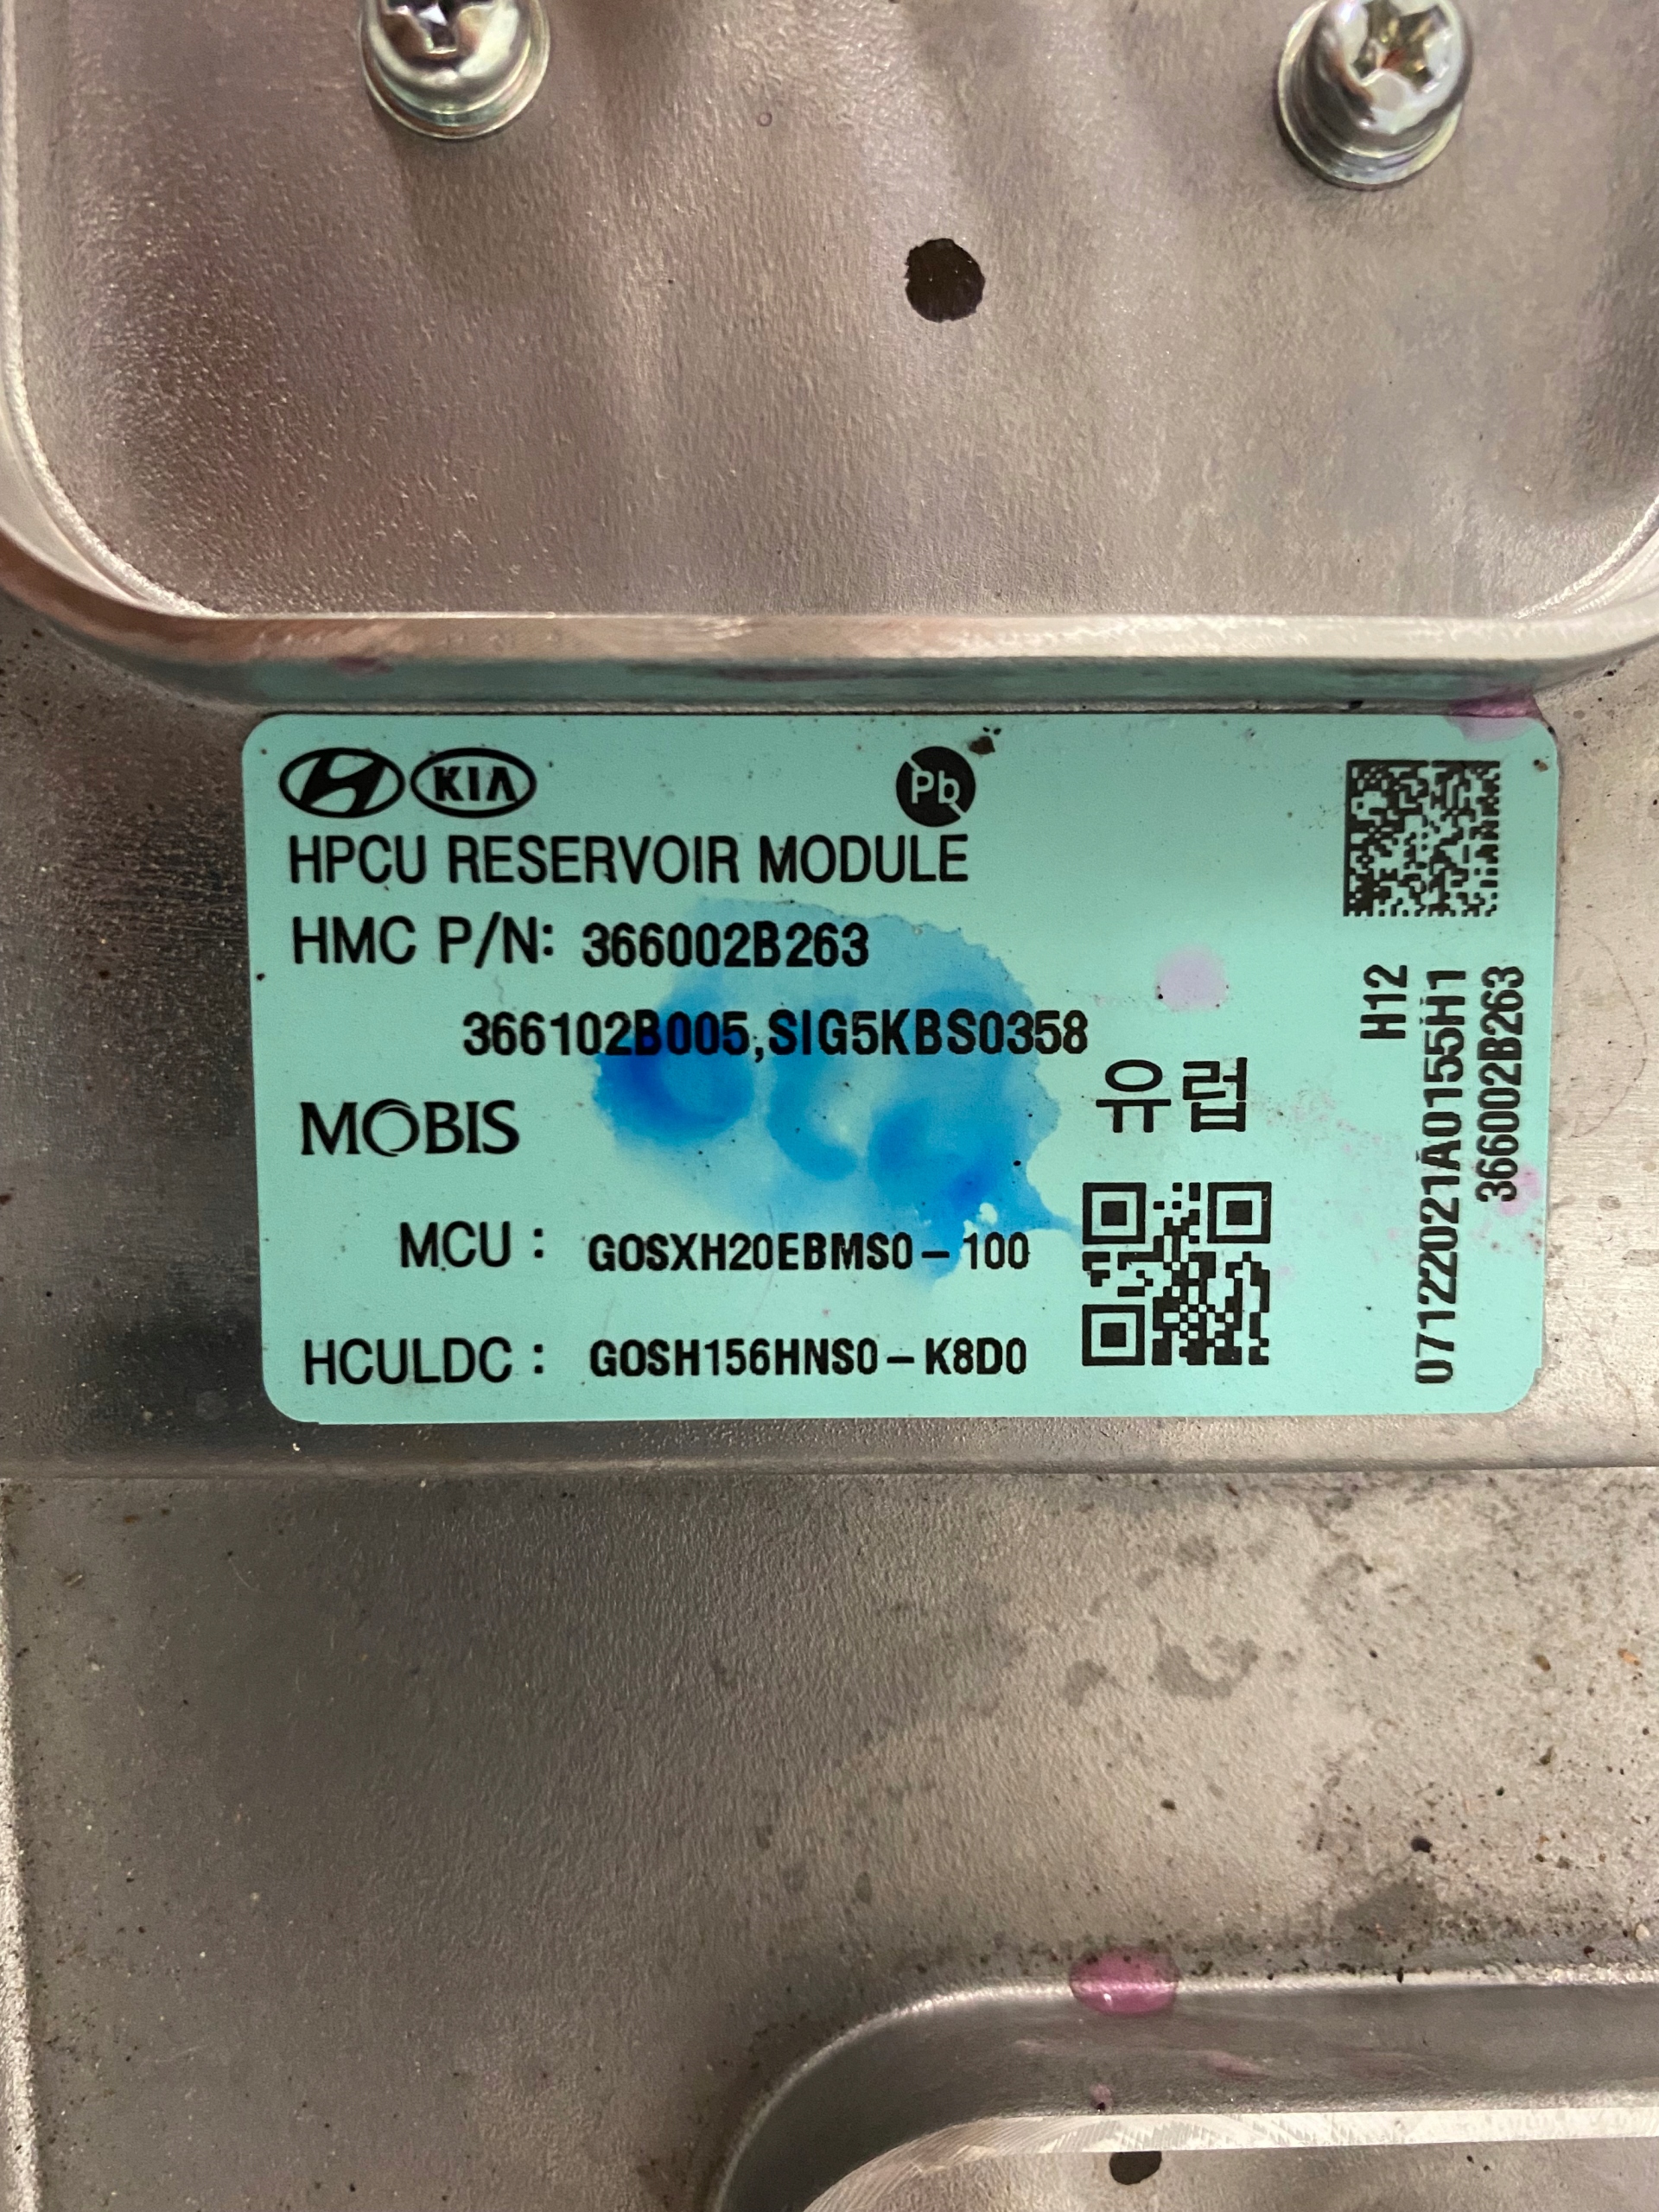 KIA
Pb
HPCU RESERVOIR MODULE
HMC P/N: 366002B263
366102B005,SIG5KBS0358
유럽
MOBIS
MCU : GOSXH20EBMS0-100
HCULDC : GOSH156HNS0-K8D0
H12
07122021A0155H1
366002B263